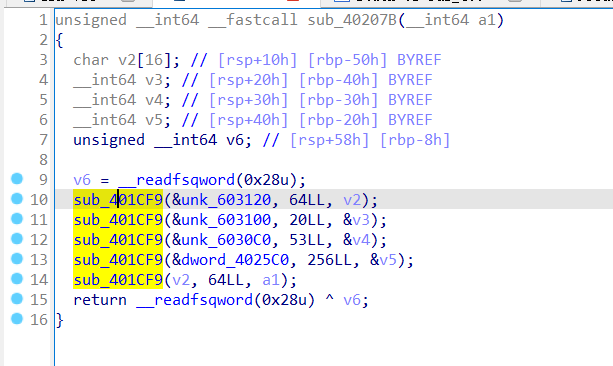 1 unsigned __int64 __fastcall sub_40207B(__int64 a1)
2 {
3 char v2[16]; // [rsp+10h] [rbp-50h] BYREF
4 __int64 v3; // [rsp+20h] [rbp-40h] BYREF
5 __int64 v4; // [rsp+30h] [rbp-30h] BYREF
6 __int64 v5; // [rsp+40h] [rbp-20h] BYREF
7 unsigned __int64 v6; // [rsp+58h] [rbp-8h]
8
9 v6 = __readfsqword(0x28u);
10 sub_401CF9(&unk_603120, 64LL, v2);
11 sub_401CF9(&unk_603100, 20LL, &v3);
12 sub_401CF9(&unk_6030C0, 53LL, &v4);
13 sub_401CF9(&dword_4025C0, 256LL, &v5);
14 sub_401CF9(v2, 64LL, a1);
15 return __readfsqword(0x28u) ^ v6;
16 }